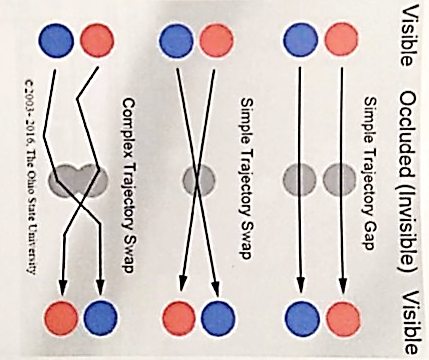 Visible Occluded (Invisible) Visible
Simple Trajectory Gap
Simple Trajectory Swap
Complex Trajectory Swap
©2003- 2016, The Ohio State University